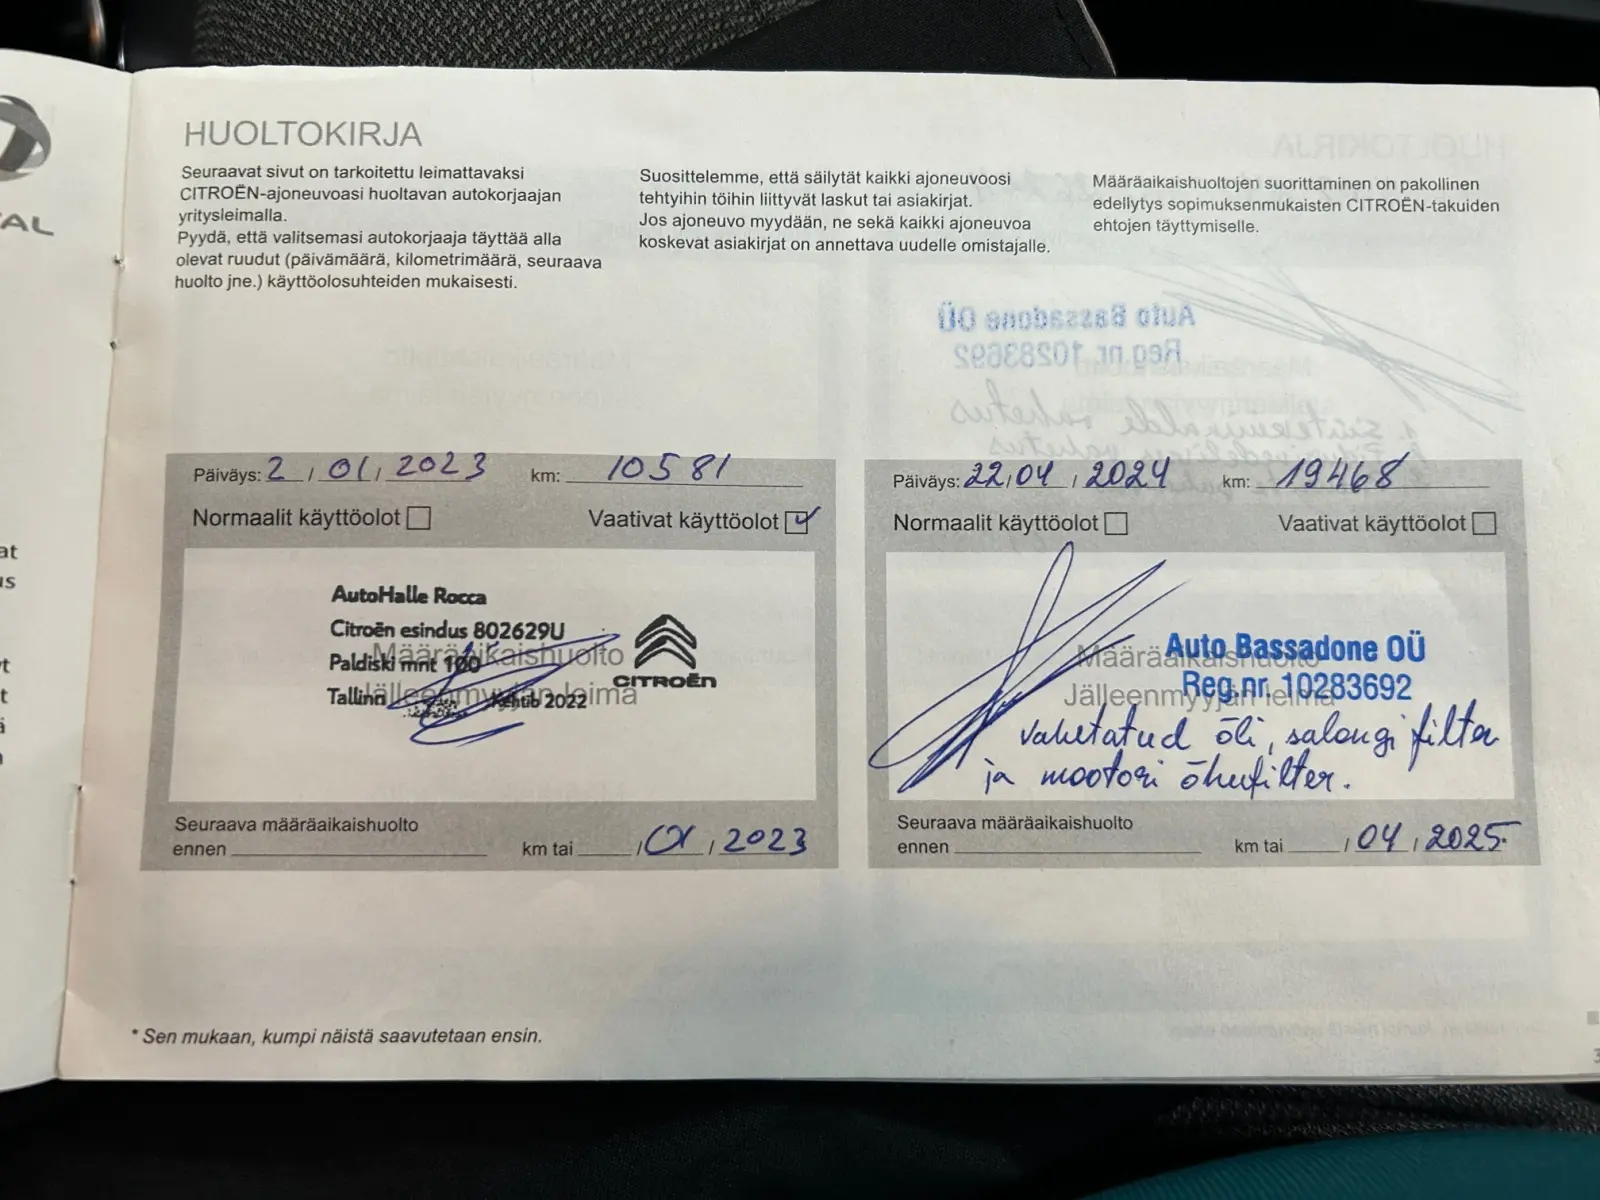 AL
HUOLTOKIRJA
Seuraavat sivut on tarkoitettu leimattavaksi
CITROËN-ajoneuvoasi huoltavan autokorjaajan
yritysleimalla.
Pyydä, että valitsemasi autokorjaaja täyttää alla
olevat ruudut (päivämäärä, kilometrimäärä, seuraava
huolto jne.) käyttöolosuhteiden mukaisesti.
Suosittelemme, että säilytät kaikki ajoneuvoosi
tehtyihin töihin liittyvät laskut tai asiakirjat.
Jos ajoneuvo myydään, ne sekä kaikki ajoneuvoa
koskevat asiakirjat on annettava uudelle omistajalle.
Määräaikaishuoltojen suorittaminen on pakollinen
edellytys sopimuksenmukaisten CITROËN-takuiden
ehtojen täyttymiselle.
Päiväys: 2 / 01 / 2023 km: 10581
Normaalit käyttöolot Vaativat käyttöolot
AutoHalle Rocca
Citroën esindus 802629U
Paldiski mnt 100
Määräaikaishuolto
CITROËN
Tallinn Kehtib 2022
Jälleenmyyjän leima
Seuraava määräaikaishuolto
ennen km tai / 01 / 2023
Päiväys: 22/04 / 2024 km: 19468
Normaalit käyttöolot Vaativat käyttöolot
Auto Bassadone OÜ
Määräaikaishuolto
Reg.nr. 10283692
Jälleenmyyjän leima
vahetatud õli, salongi filter
ja mootori õhufilter.
Seuraava määräaikaishuolto
ennen km tai / 04 / 2025.
* Sen mukaan, kumpi näistä saavutetaan ensin.